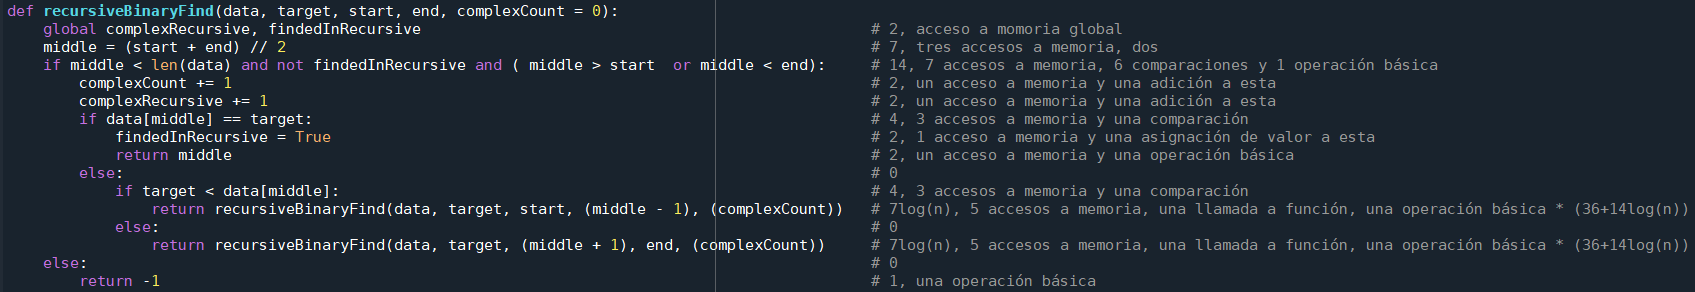 def recursiveBinaryFind(data, target, start, end, complexCount = 0):
    global complexRecursive, findedInRecursive # 2, acceso a momoria global
    middle = (start + end) // 2 # 7, tres accesos a memoria, dos
    if middle < len(data) and not findedInRecursive and ( middle > start  or middle < end): # 14, 7 accesos a memoria, 6 comparaciones y 1 operación básica
        complexCount += 1 # 2, un acceso a memoria y una adición a esta
        complexRecursive += 1 # 2, un acceso a memoria y una adición a esta
        if data[middle] == target: # 4, 3 accesos a memoria y una comparación
            findedInRecursive = True # 2, 1 acceso a memoria y una asignación de valor a esta
            return middle # 2, un acceso a memoria y una operación básica
        else: # 0
            if target < data[middle]: # 4, 3 accesos a memoria y una comparación
                return recursiveBinaryFind(data, target, start, (middle - 1), (complexCount)) # 7log(n), 5 accesos a memoria, una llamada a función, una operación básica * (36+14log(n))
            else: # 0
                return recursiveBinaryFind(data, target, (middle + 1), end, (complexCount)) # 7log(n), 5 accesos a memoria, una llamada a función, una operación básica * (36+14log(n))
    else: # 0
        return -1 # 1, una operación básica